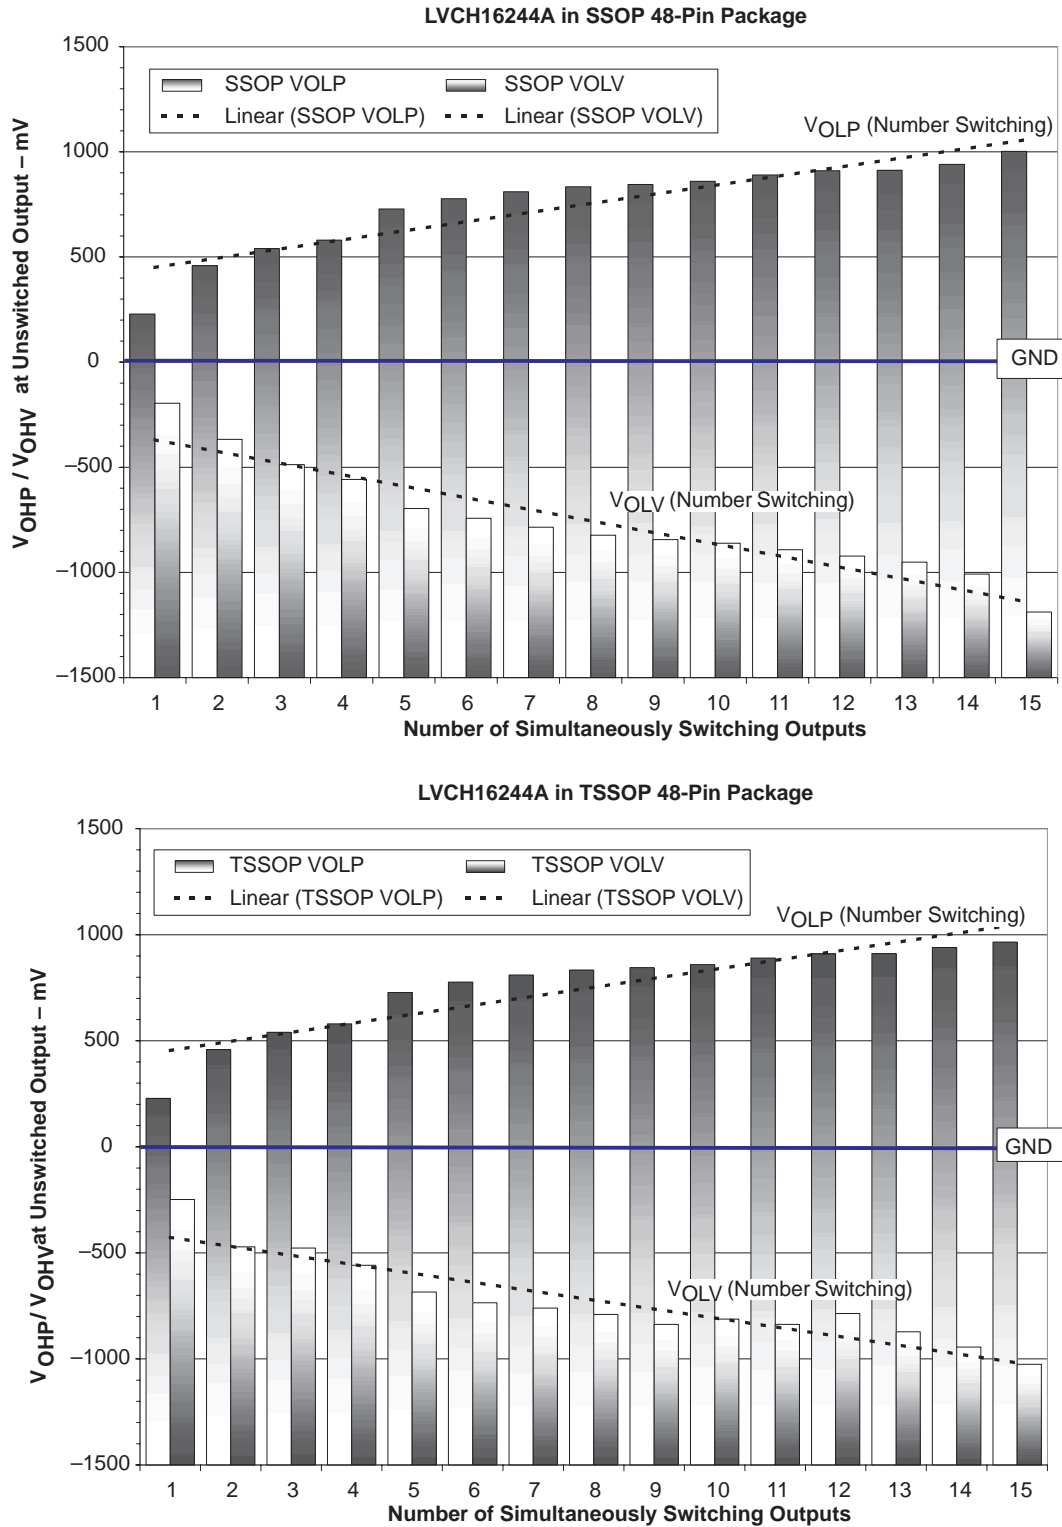 LVCH16244A in SSOP 48-Pin Package
1500
1000
500
0
–500
–1000
–1500
VOHP / VOHV at Unswitched Output – mV
SSOP VOLP
SSOP VOLV
Linear (SSOP VOLP)
Linear (SSOP VOLV)
VOLP (Number Switching)
GND
VOLV (Number Switching)
1 2 3 4 5 6 7 8 9 10 11 12 13 14 15
Number of Simultaneously Switching Outputs
LVCH16244A in TSSOP 48-Pin Package
1500
1000
500
0
–500
–1000
–1500
VOHP / VOHV at Unswitched Output – mV
TSSOP VOLP
TSSOP VOLV
Linear (TSSOP VOLP)
Linear (TSSOP VOLV)
VOLP (Number Switching)
GND
VOLV (Number Switching)
1 2 3 4 5 6 7 8 9 10 11 12 13 14 15
Number of Simultaneously Switching Outputs